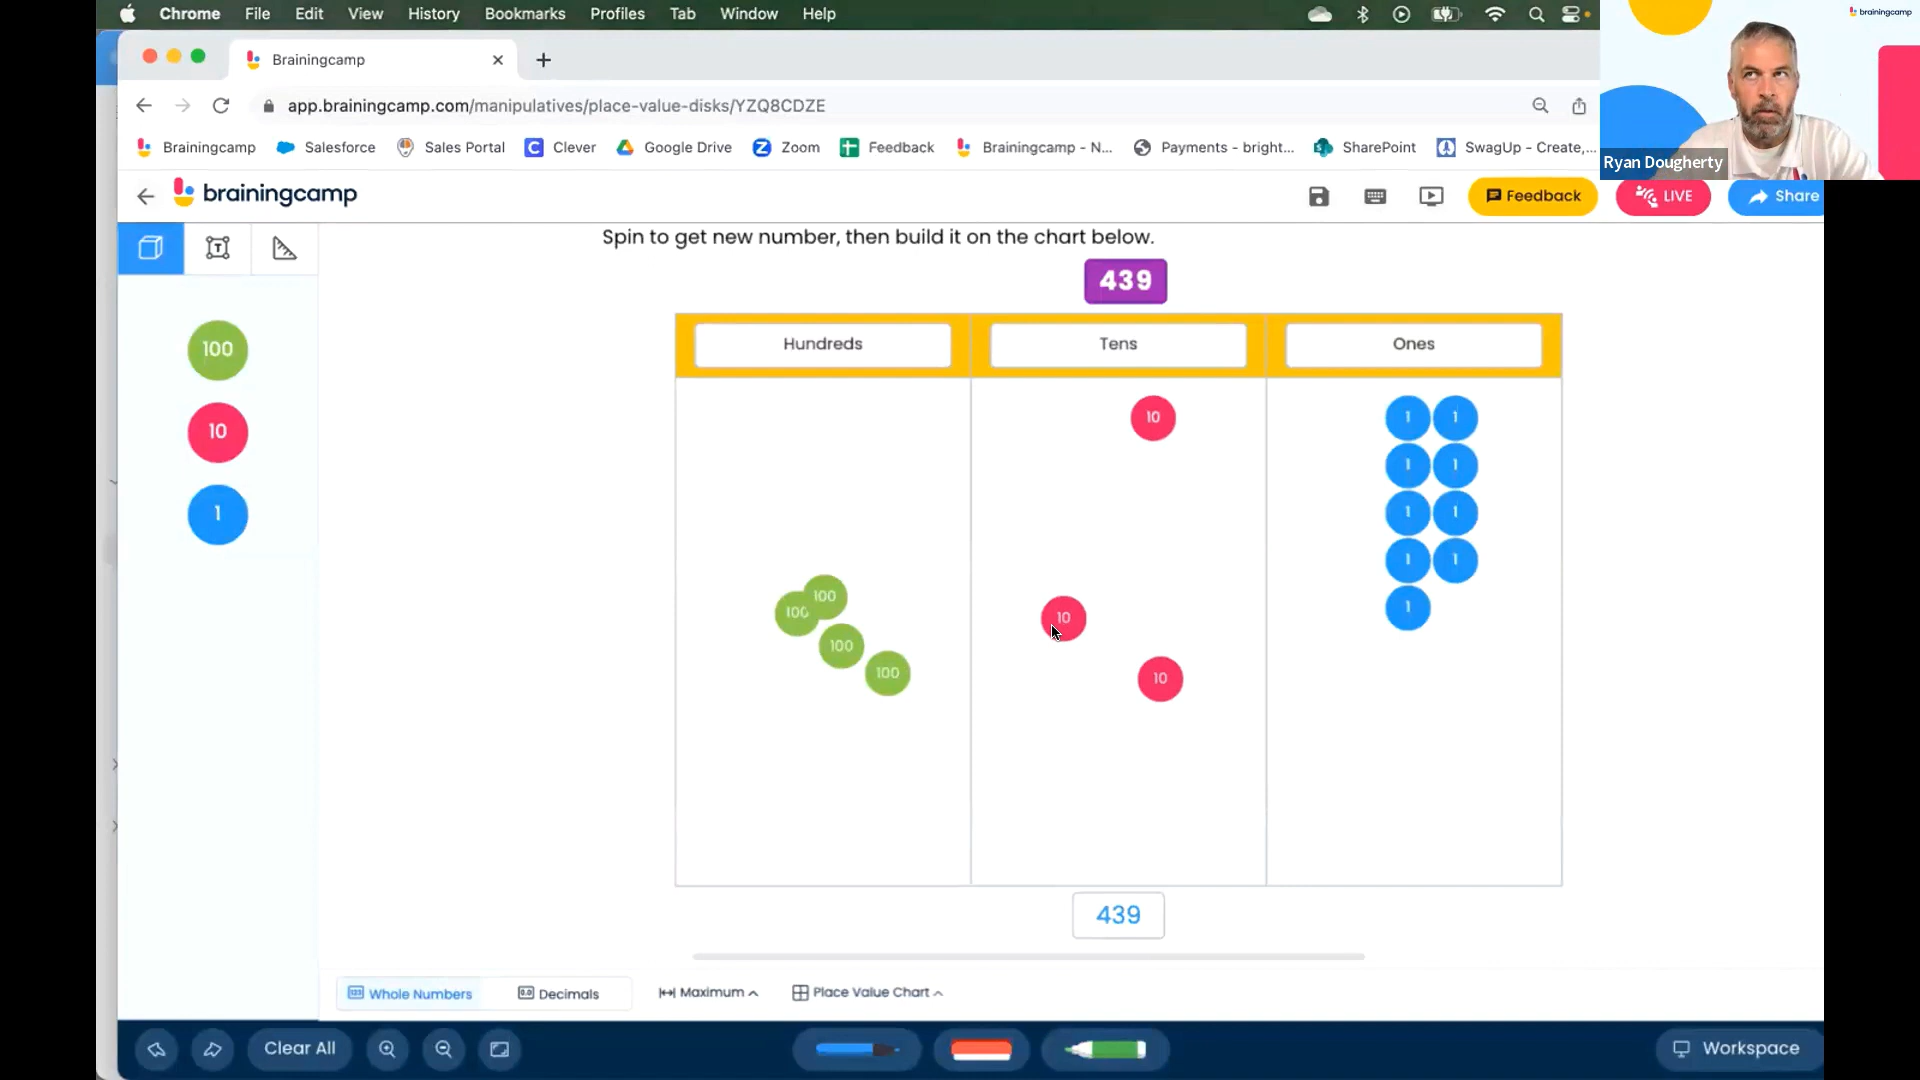 Chrome File Edit View History Bookmarks Profiles Tab Window Help
brainingcamp
Brainingcamp
app.brainingcamp.com/manipulatives/place-value-disks/YZQ8CDZE
Brainingcamp Salesforce Sales Portal Clever Google Drive Zoom Feedback Brainingcamp - N... Payments - bright... SharePoint SwagUp - Create,...
Ryan Dougherty
brainingcamp Feedback LIVE Share
T
Spin to get new number, then build it on the chart below.
439
Hundreds Tens Ones
100
10
1
10
1 1
1 1
1 1
1 1
1
100
100
100
100
10
10
439
Whole Numbers Decimals Maximum Place Value Chart
Clear All Workspace